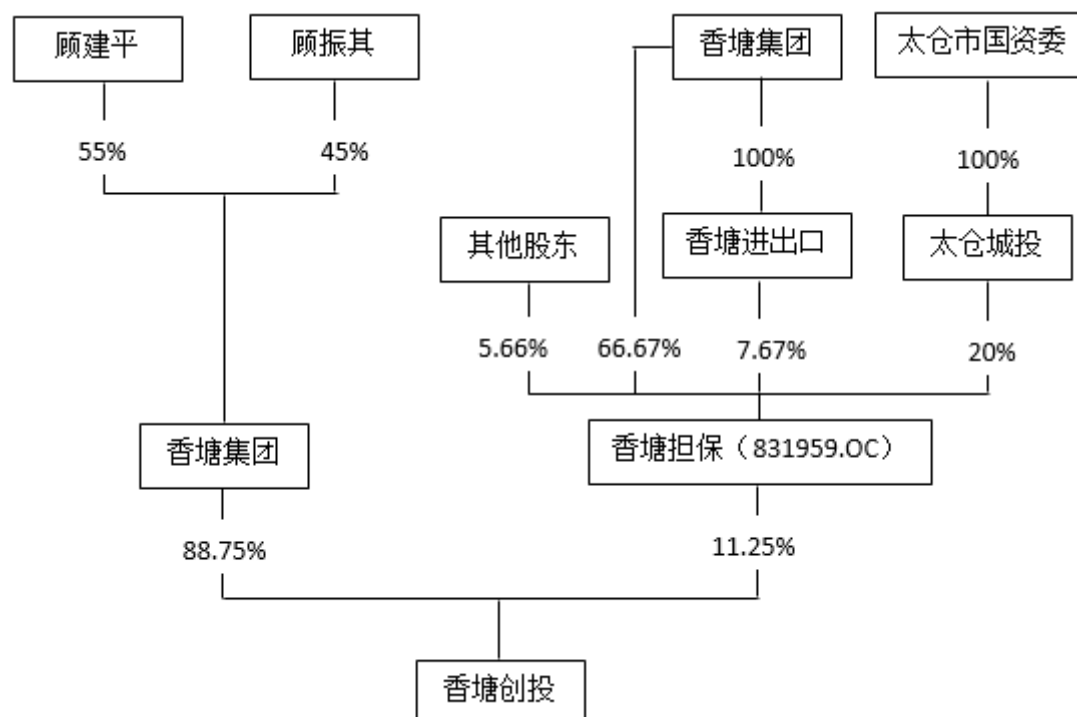 顾建平
顾振其
香塘集团
太仓市国资委
55%
45%
100%
100%
其他股东
香塘进出口
太仓城投
5.66%
66.67%
7.67%
20%
香塘集团
香塘担保（831959.OC）
88.75%
11.25%
香塘创投